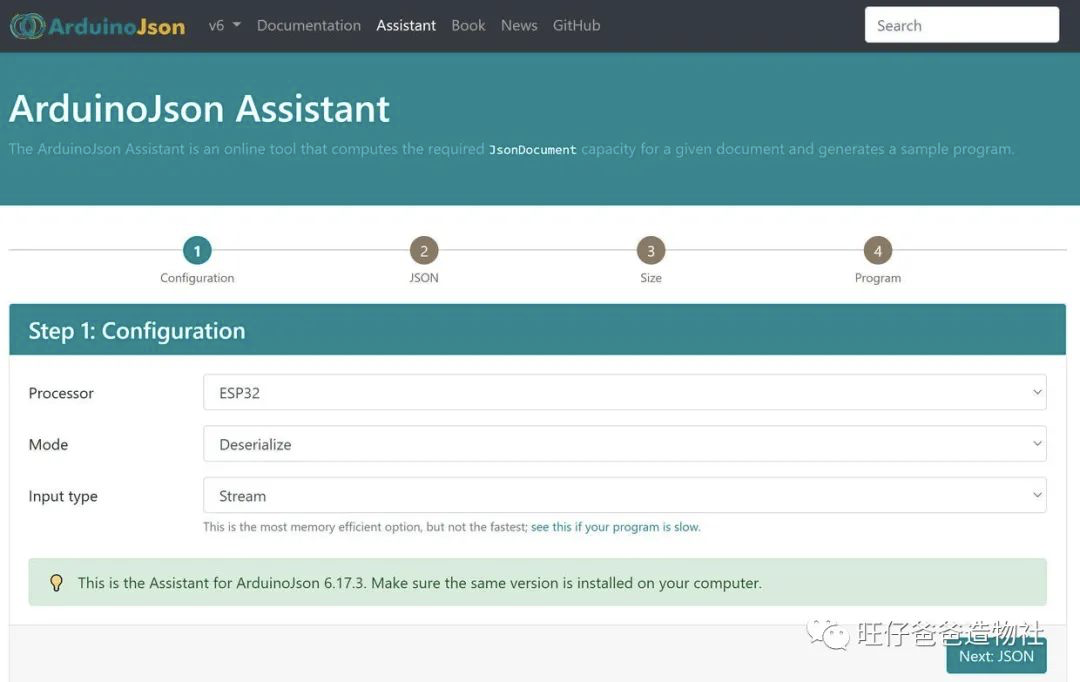 ArduinoJson v6 Documentation Assistant Book News GitHub Search
ArduinoJson Assistant
The ArduinoJson Assistant is an online tool that computes the required JsonDocument capacity for a given document and generates a sample program.
1 2 3 4
Configuration JSON Size Program
Step 1: Configuration
Processor ESP32
Mode Deserialize
Input type Stream
This is the most memory efficient option, but not the fastest; see this if your program is slow.
This is the Assistant for ArduinoJson 6.17.3. Make sure the same version is installed on your computer.
旺仔爸爸造物社
Next: JSON